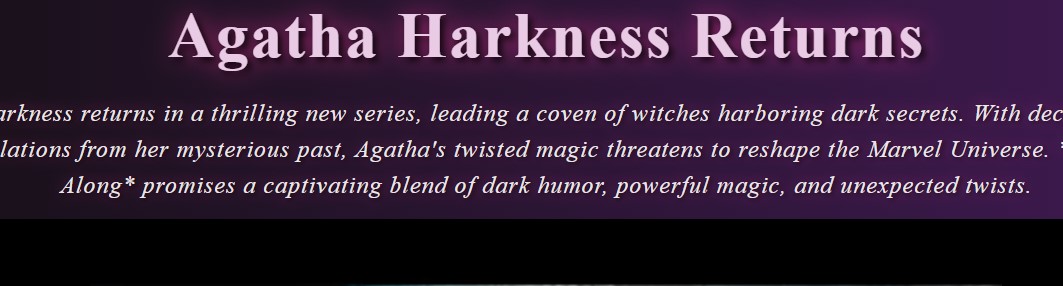 Agatha Harkness Returns
arkness returns in a thrilling new series, leading a coven of witches harboring dark secrets. With dec
lations from her mysterious past, Agatha's twisted magic threatens to reshape the Marvel Universe. *
Along* promises a captivating blend of dark humor, powerful magic, and unexpected twists.